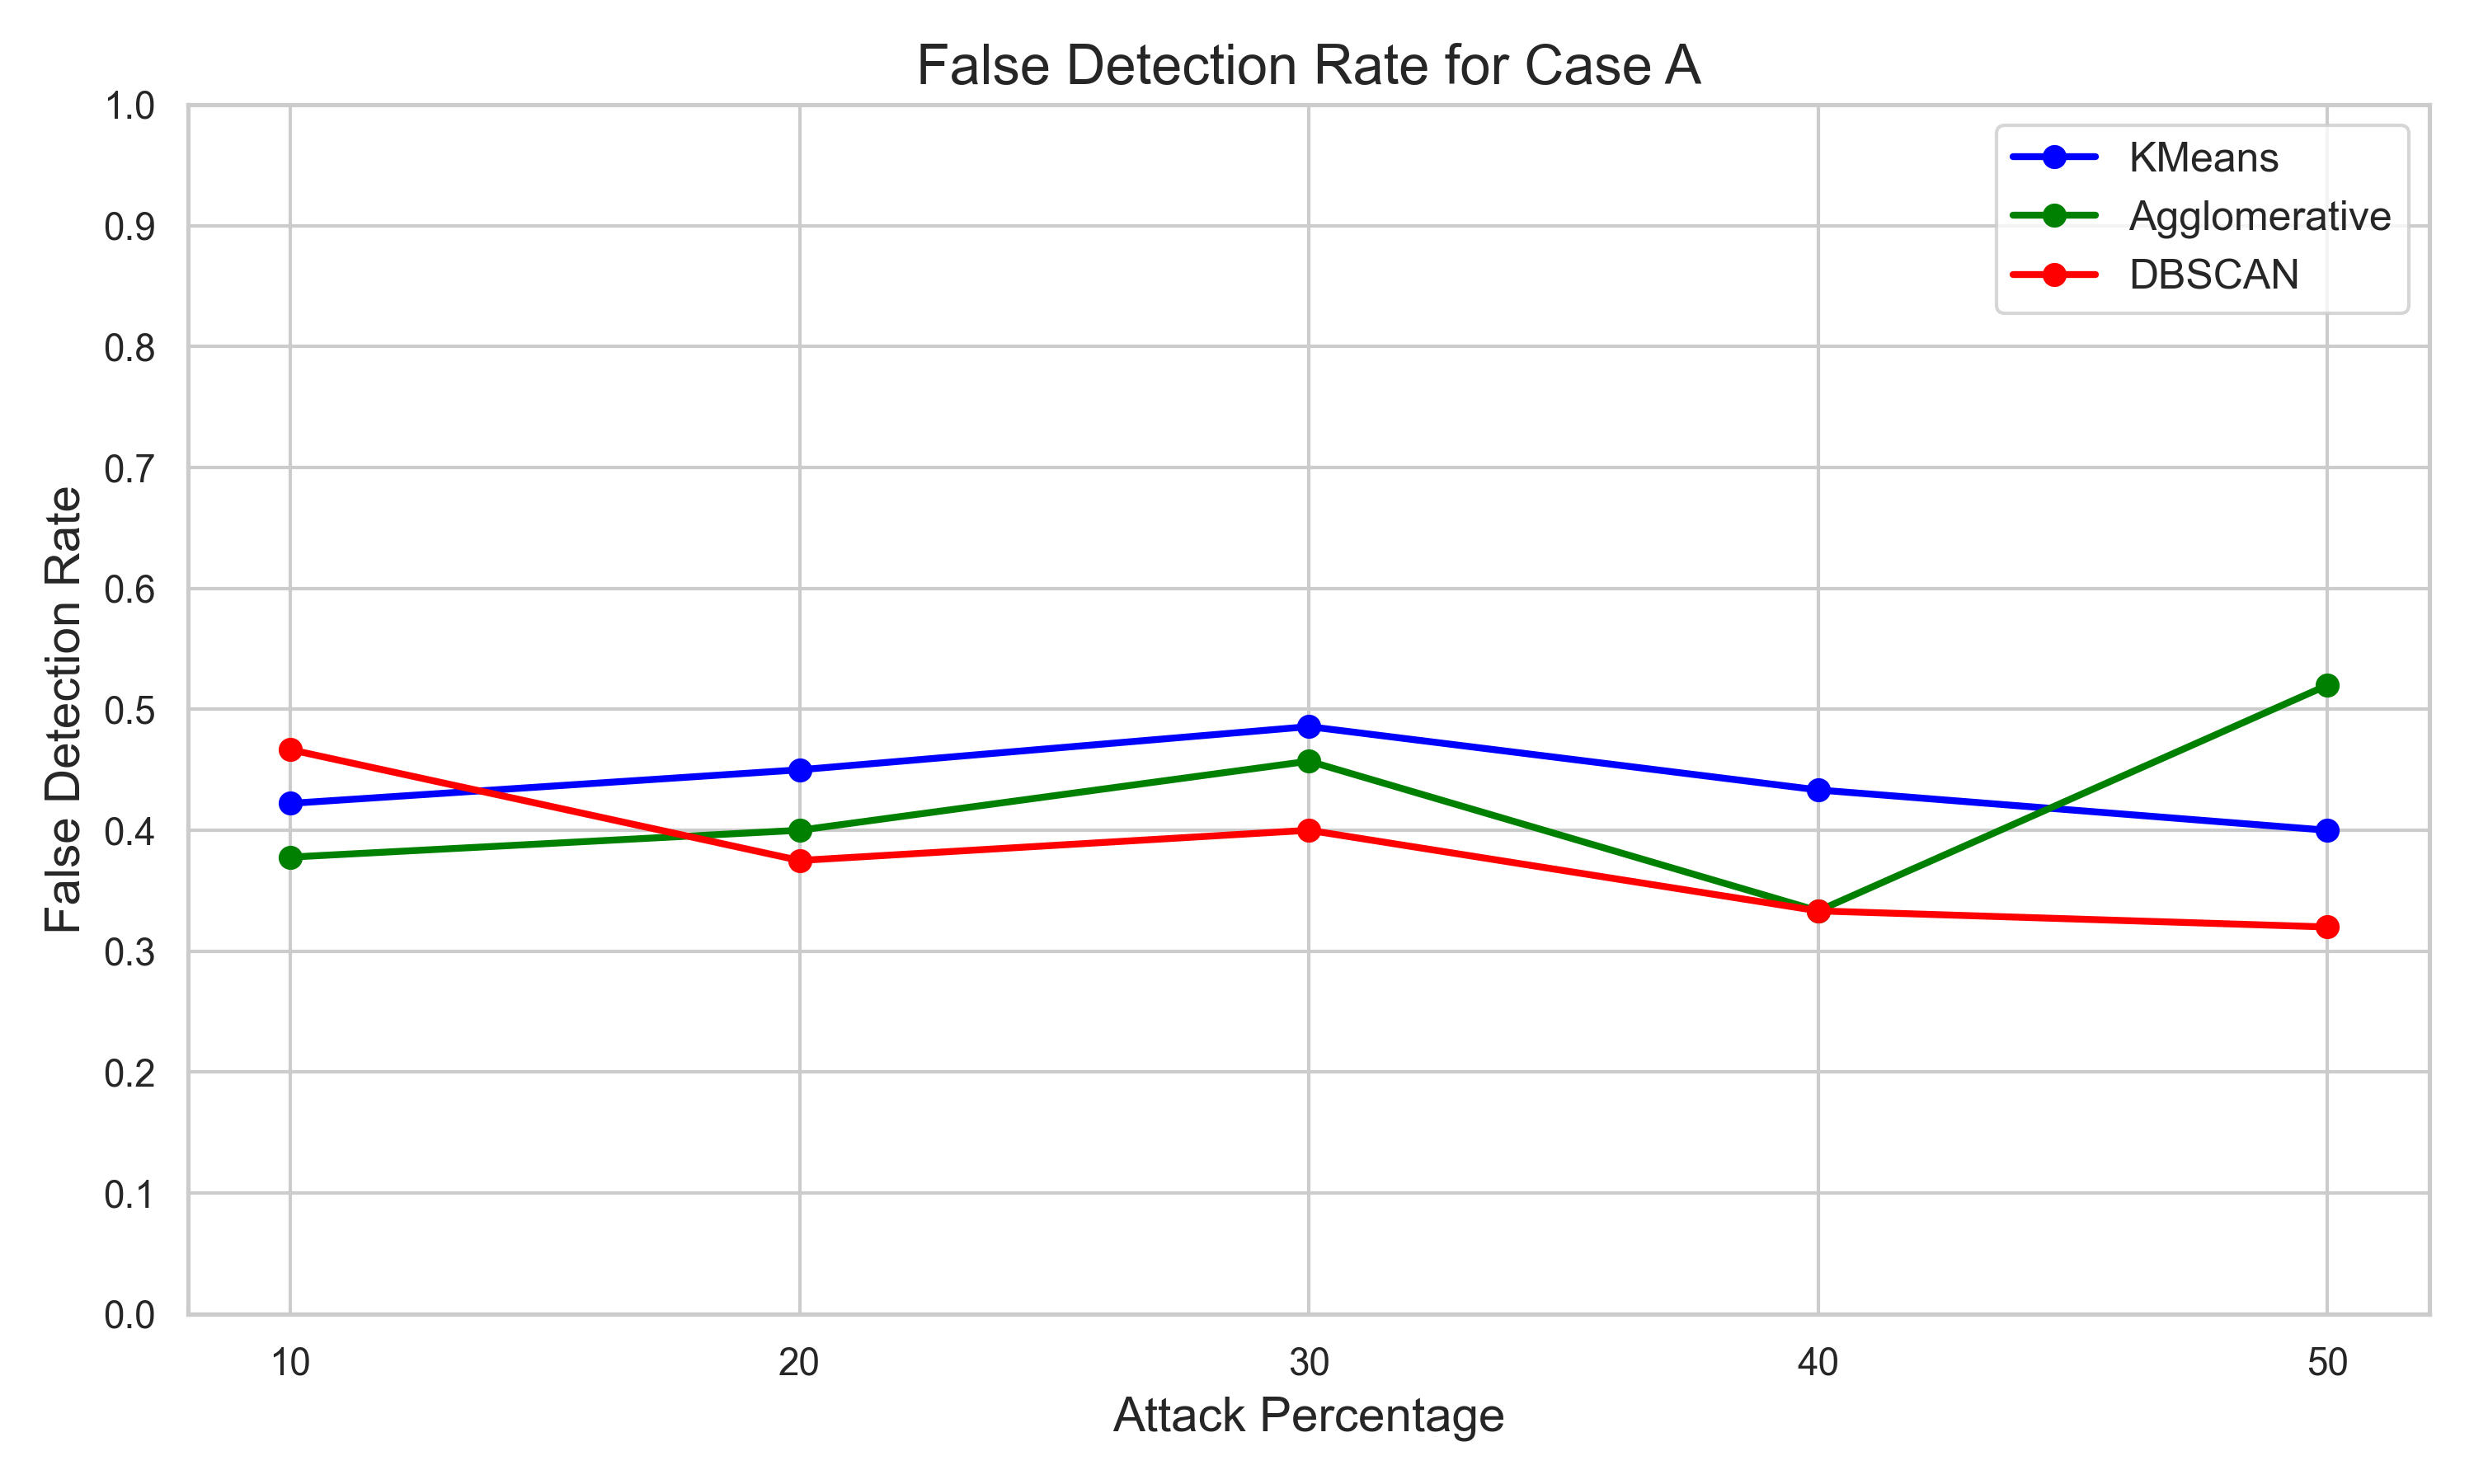 False Detection Rate for Case A
1.0
0.9
0.8
0.7
0.6
0.5
0.4
0.3
0.2
0.1
0.0
False Detection Rate
KMeans
Agglomerative
DBSCAN
10 20 30 40 50
Attack Percentage